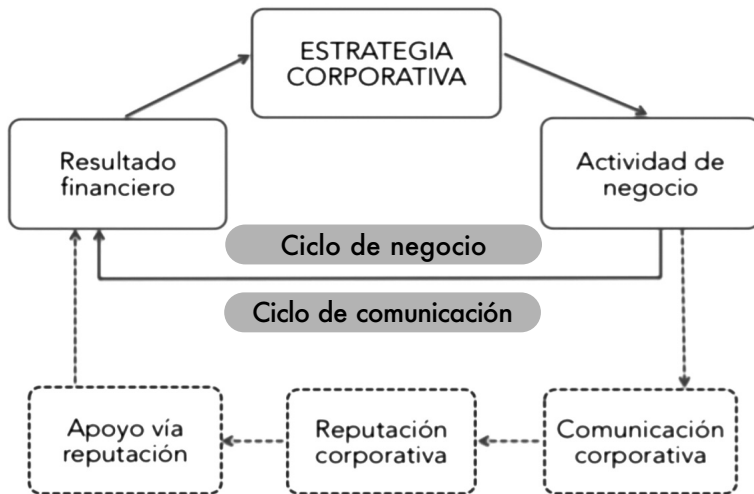 ESTRATEGIA
CORPORATIVA
Resultado
financiero
Actividad de
negocio
Ciclo de negocio
Ciclo de comunicación
Apoyo vía
reputación
Reputación
corporativa
Comunicación
corporativa